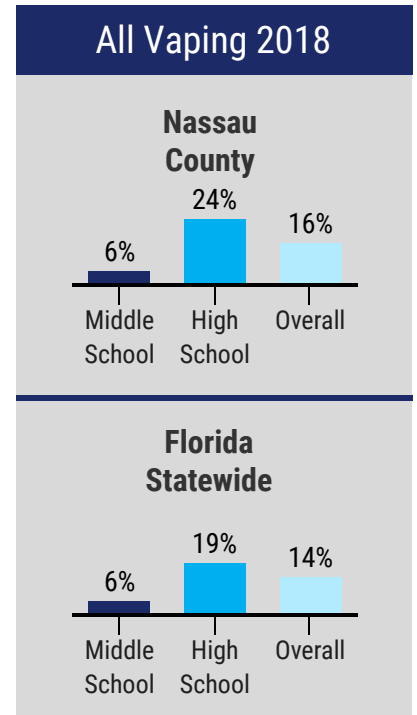 All Vaping 2018
Nassau
County
24%
16%
6%
Middle High Overall
School School
Florida
Statewide
19%
14%
6%
Middle High Overall
School School